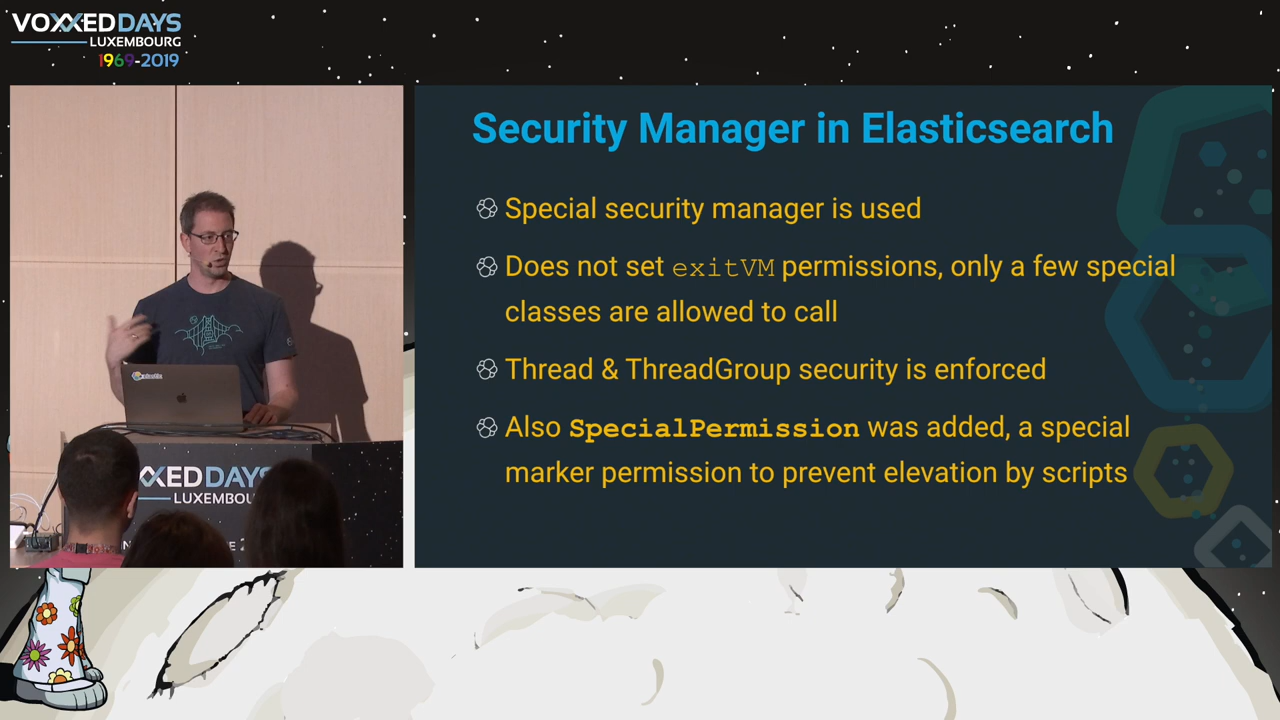 VOXXED DAYS
LUXEMBOURG
1969-2019
Security Manager in Elasticsearch
Special security manager is used
Does not set exitVM permissions, only a few special
classes are allowed to call
Thread & ThreadGroup security is enforced
Also SpecialPermission was added, a special
marker permission to prevent elevation by scripts
XED DAYS
LUXEMBOU